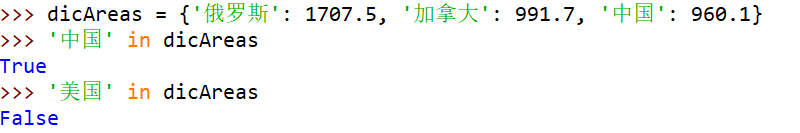 >>> dicAreas = {'俄罗斯': 1707.5, '加拿大': 991.7, '中国': 960.1}
>>> '中国' in dicAreas
True
>>> '美国' in dicAreas
False